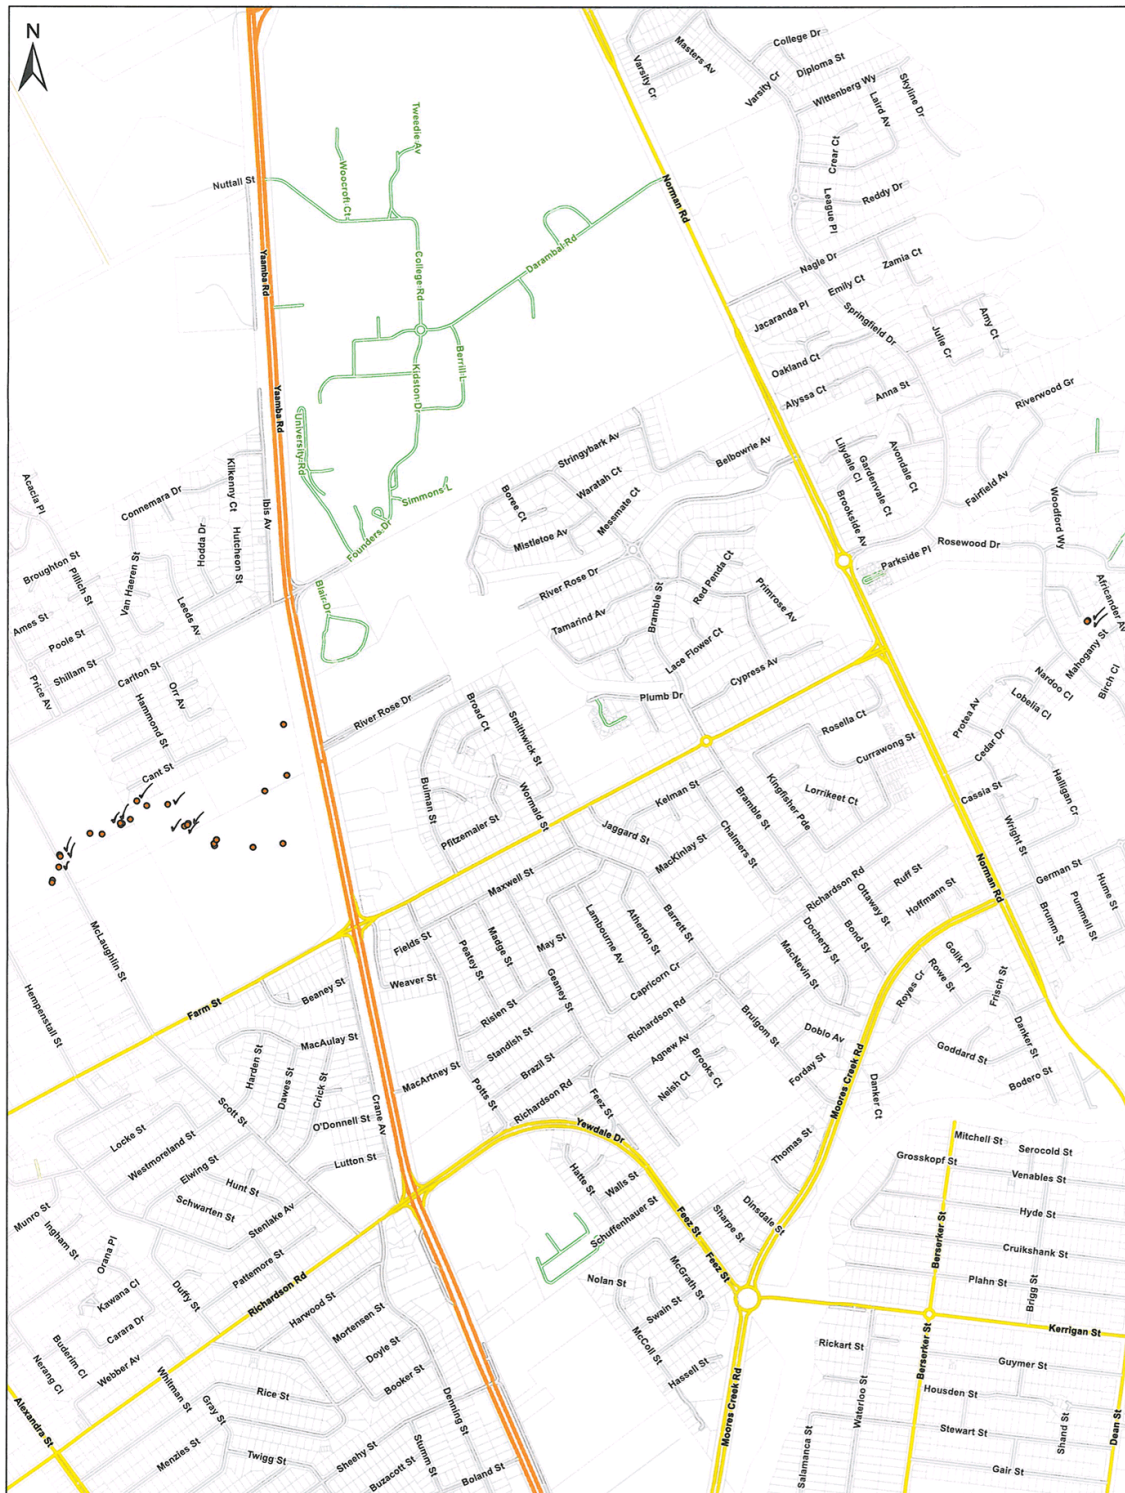 N
College Dr
Masters Av
Diploma St
Varsity Cr
Varsity Cr
Wittenberg Wy
Skyline Dr
Laird Av
Tweedie Av
Crear Ct
Woocroft Ct
Nuttall St
Norman Rd
League Pl
Reddy Dr
Darambal Rd
Yaamba Rd
College Rd
Nagle Dr
Zamia Ct
Emily Ct
Jacaranda Pl
Springfield Dr
Amy Ct
Julie Cr
Berrill L
Oakland Ct
Kidston Dr
Yaamba Rd
Alyssa Ct
Anna St
Riverwood Gr
University Rd
Stringybark Av
Belbowrie Av
Lilydale Cl
Avondale Ct
Gardenvale Ct
Kilkenny Ct
Waratah Ct
Acacia Pl
Connemara Dr
Ibis Av
Simmons L
Boree Ct
Messmate Ct
Brookside Av
Fairfield Av
Woodford Wy
Founders Dr
Mistletoe Av
Hodda Dr
Hutcheon St
Rosewood Dr
Parkside Pl
Broughton St
Pillich St
Van Haeren St
River Rose Dr
Red Penda Ct
Primrose Av
Africander Av
Blair Dr
Bramble St
Leeds Av
Ames St
Poole St
Tamarind Av
Mahogany St
Lace Flower Ct
Shillam St
Carlton St
Cypress Av
Nardoo Cl
Birch Cl
Price Av
Orr Av
Plumb Dr
Lobelia Cl
Hammond St
River Rose Dr
Broad Ct
Smithwick St
Rosella Ct
Protea Av
Cedar Dr
Currawong St
Cant St
Bulman St
Kelman St
Kingfisher Pde
Lorrikeet Ct
Cassia St
Halligan Cr
Wormald St
Bramble St
Pfitzemaier St
Jaggard St
Chalmers St
Wright St
MacKinlay St
Maxwell St
Richardson Rd
Ruff St
Norman Rd
German St
Hume St
Ottaway St
Hoffmann St
Lambourne Av
Atherton St
Barrett St
Brumm St
Pummell St
McLaughlin St
Fields St
Peatey St
Madge St
May St
Docherty St
Bond St
Golik Pl
MacNevin St
Weaver St
Capricorn Cr
Royes Cr
Rowe St
Frisch St
Beaney St
Geaney St
Hempenstall St
Farm St
Risien St
Richardson Rd
Bruigom St
MacAulay St
Standish St
Agnew Av
Doblo Av
Danker St
Harden St
Dawes St
Crick St
Brazil St
Brooks Ct
Forday St
Goddard St
MacArtney St
Neish Ct
Moores Creek Rd
Bodero St
Potts St
Richardson Rd
Feez St
Danker Ct
Scott St
Crane Av
O'Donnell St
Locke St
Yewdale Dr
Thomas St
Mitchell St
Serocold St
Westmoreland St
Lutton St
Grosskopf St
Venables St
Elwing St
Hatte St
Walls St
Hunt St
Schwarten St
Dinsdale St
Berserker St
Hyde St
Munro St
Stenlake Av
Schuffenhauer St
Feez St
Sharpe St
Ingham St
Cruikshank St
Orana Pl
Pattemore St
McGrath St
Feez St
Nolan St
Plahn St
Brigg St
Kawana Cl
Duffy St
Richardson Rd
Swain St
Harwood St
Carara Dr
Mortensen St
McColl St
Kerrigan St
Buderim Cl
Rickart St
Berserker St
Nerang Cl
Webber Av
Doyle St
Guymer St
Whitman St
Hassell St
Booker St
Housden St
Rice St
Moores Creek Rd
Waterloo St
Alexandra St
Gray St
Denning St
Stewart St
Shand St
Dean St
Menzies St
Twigg St
Sheehy St
Stumm St
Buzacott St
Boland St
Salamanca St
Gair St